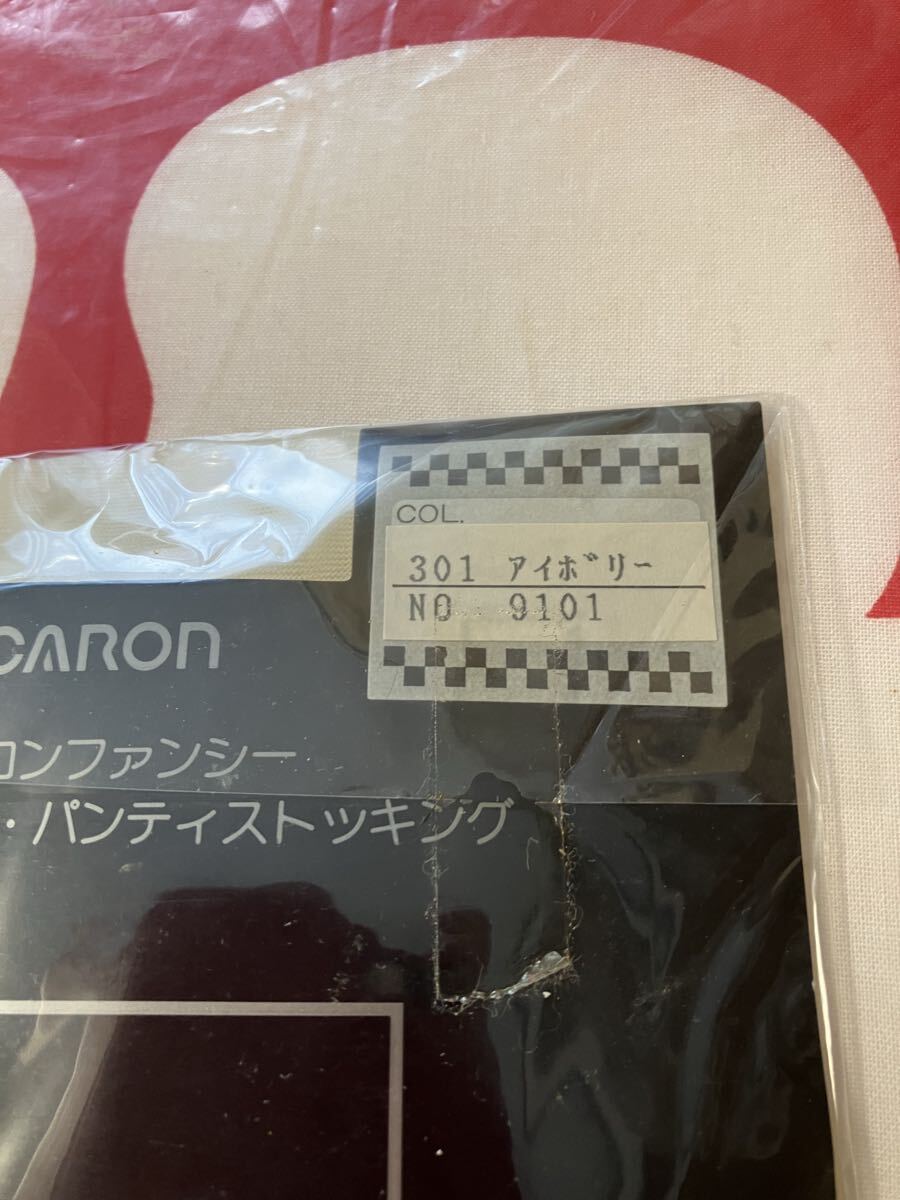 COL.
301 アイボリー
NO 9101
CARON
ロンファンシー
・パンティストッキング